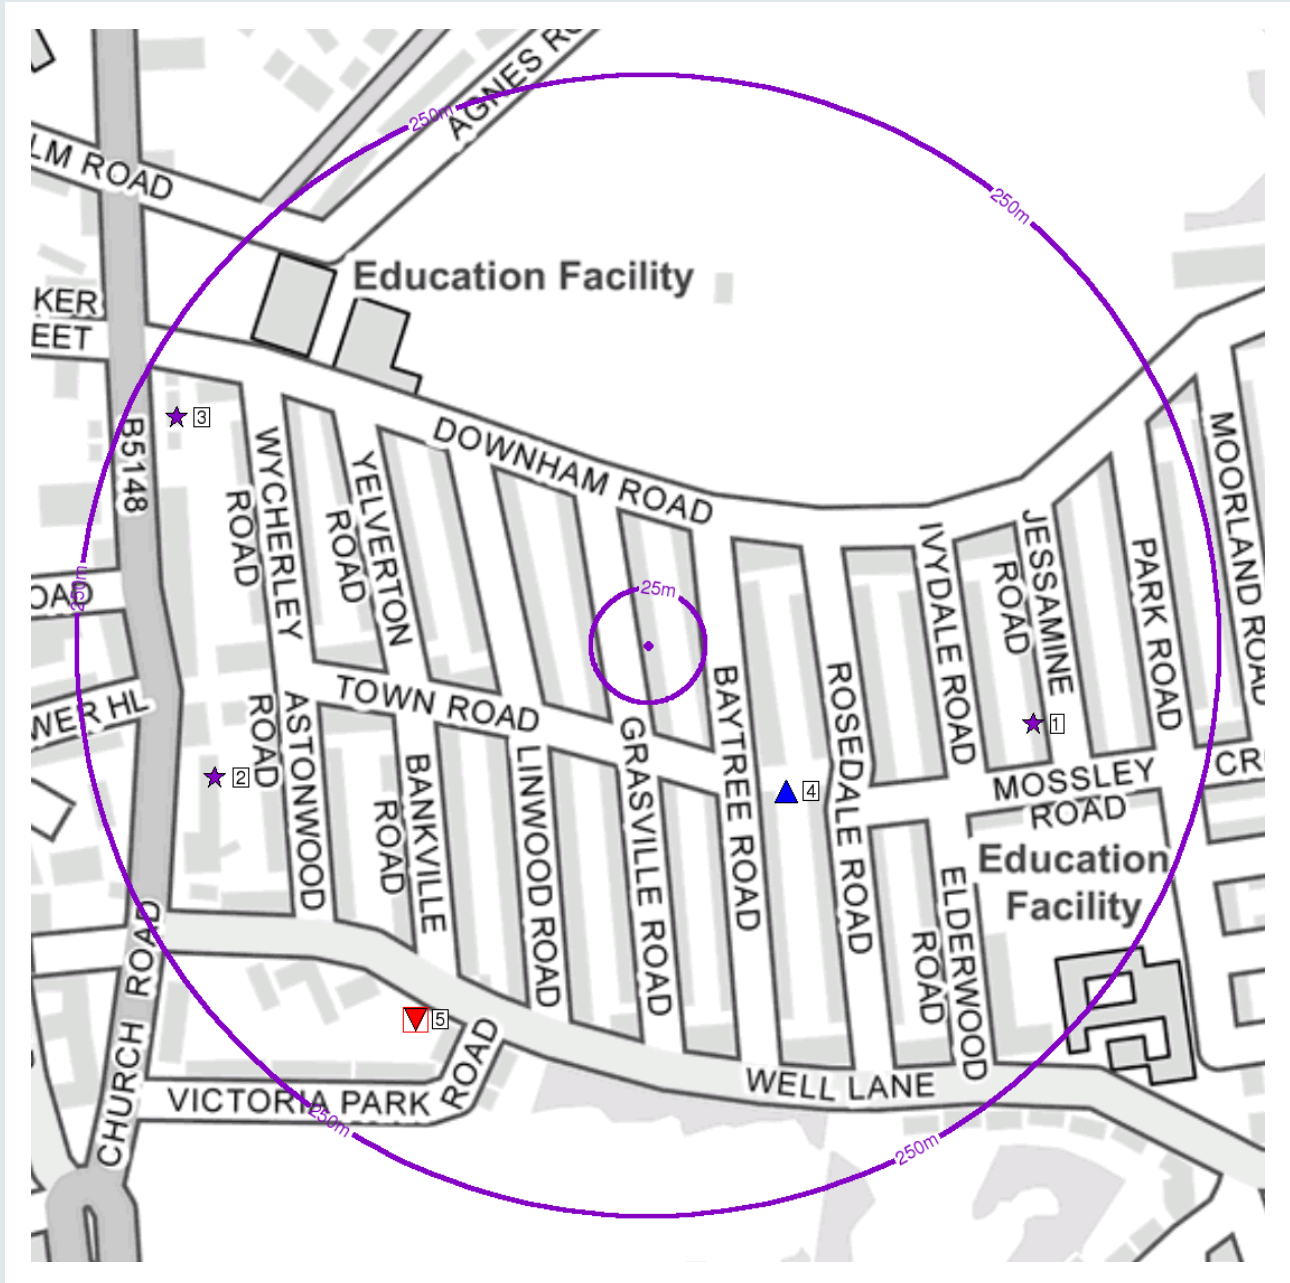 AGNES RO
250m
LM ROAD
250m
Education Facility
KER
EET
3
B5148
DOWNHAM ROAD
MOORLAND ROAD
WYCHERLEY
ROAD
YELVERTON
ROAD
IVYDALE ROAD
JESSAMINE
ROAD
PARK ROAD
OAD
250m
25m
WER HL
TOWN ROAD
ROAD
ASTONWOOD
BANKVILLE
ROAD
LINWOOD ROAD
GRASVILLE ROAD
BAYTREE ROAD
ROSEDALE ROAD
1
2
4
MOSSLEY
ROAD
CR
Education
Facility
ELDERWOOD
ROAD
CHURCH ROAD
5
VICTORIA PARK
ROAD
WELL LANE
250m
250m